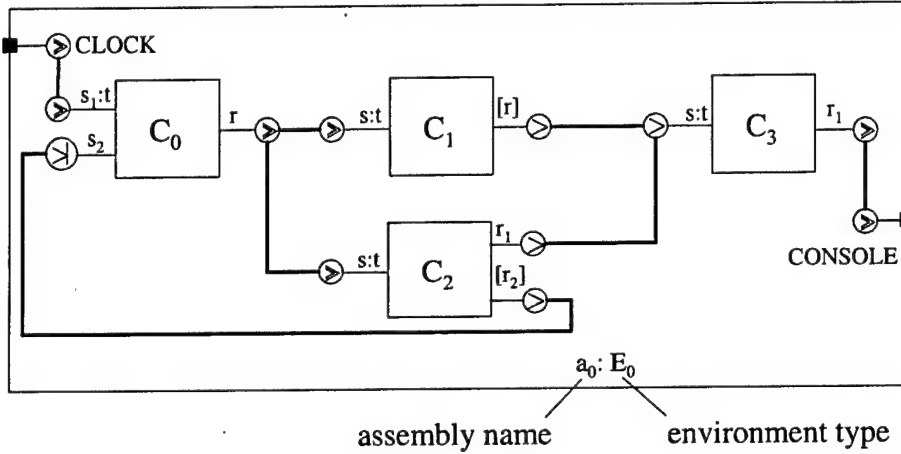 CLOCK
s₁:t
C₀
r
s:t
C₁
[r]
s:t
C₃
r₁
s₂
s:t
C₂
r₁
[r₂]
CONSOLE
a₀: E₀
assembly name
environment type